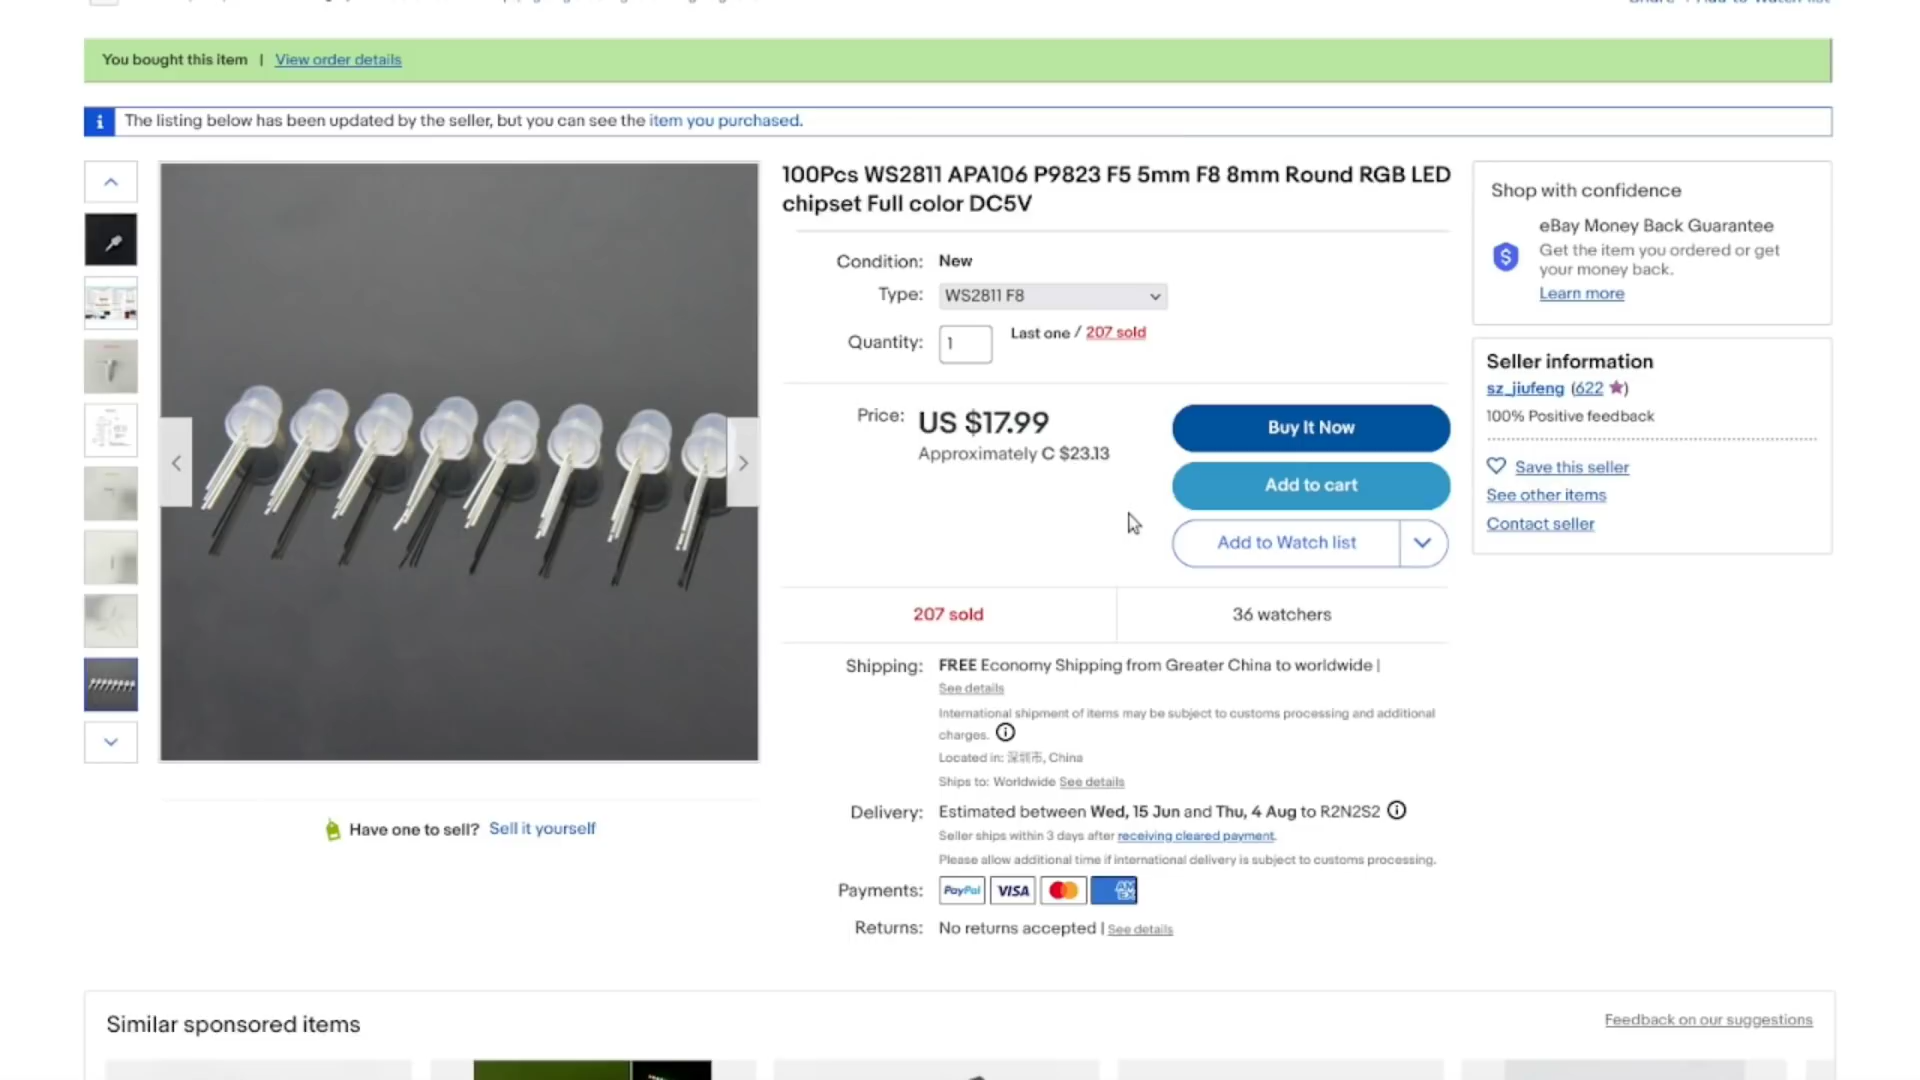 You bought this item | View order details
i The listing below has been updated by the seller, but you can see the item you purchased.
100Pcs WS2811 APA106 P9823 F5 5mm F8 8mm Round RGB LED
chipset Full color DC5V
Condition: New
Type: WS2811 F8
Quantity: 1 Last one / 207 sold
Price: US $17.99
Approximately C $23.13
Buy It Now
Add to cart
Add to Watch list
207 sold
36 watchers
Shipping: FREE Economy Shipping from Greater China to worldwide |
See details
International shipment of items may be subject to customs processing and additional
charges.
Located in: 深圳市, China
Ships to: Worldwide See details
Delivery: Estimated between Wed, 15 Jun and Thu, 4 Aug to R2N2S2
Seller ships within 3 days after receiving cleared payment.
Please allow additional time if international delivery is subject to customs processing.
Payments: PayPal VISA AMEX
Returns: No returns accepted | See details
Shop with confidence
eBay Money Back Guarantee
Get the item you ordered or get
your money back.
Learn more
Seller information
sz_jiufeng (622)
100% Positive feedback
Save this seller
See other items
Contact seller
Have one to sell? Sell it yourself
Similar sponsored items
Feedback on our suggestions